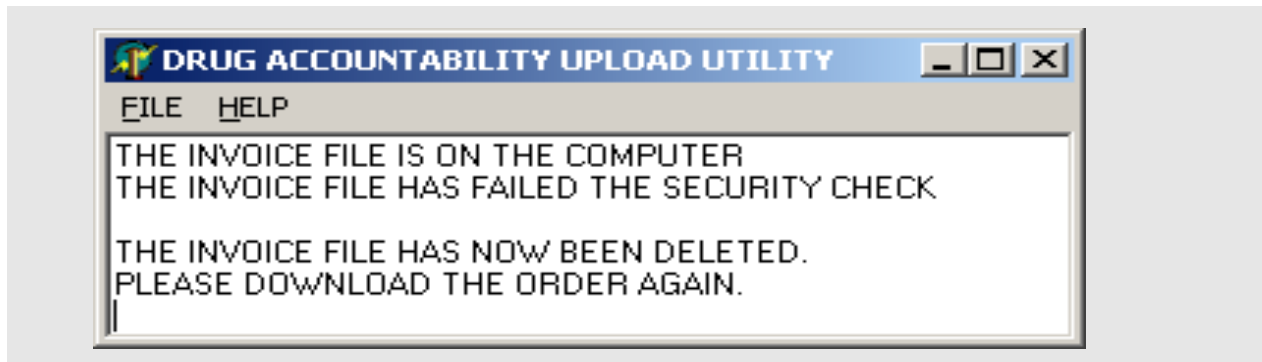 DRUG ACCOUNTABILITY UPLOAD UTILITY
FILE HELP
THE INVOICE FILE IS ON THE COMPUTER
THE INVOICE FILE HAS FAILED THE SECURITY CHECK
THE INVOICE FILE HAS NOW BEEN DELETED.
PLEASE DOWNLOAD THE ORDER AGAIN.